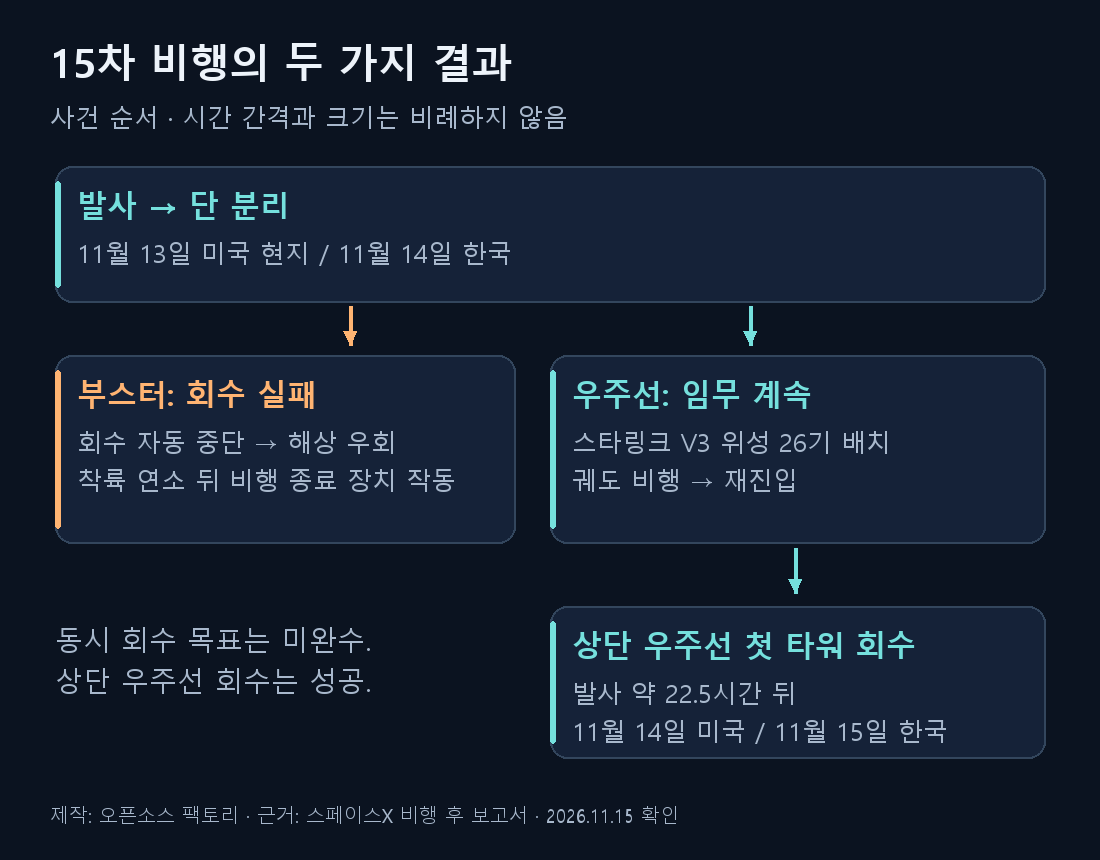 15차 비행의 두 가지 결과
사건 순서 · 시간 간격과 크기는 비례하지 않음
발사 → 단 분리
11월 13일 미국 현지 / 11월 14일 한국
부스터: 회수 실패
회수 자동 중단 → 해상 우회
착륙 연소 뒤 비행 종료 장치 작동
우주선: 임무 계속
스타링크 V3 위성 26기 배치
궤도 비행 → 재진입
동시 회수 목표는 미완수.
상단 우주선 회수는 성공.
상단 우주선 첫 타워 회수
발사 약 22.5시간 뒤
11월 14일 미국 / 11월 15일 한국
제작: 오픈소스 팩토리 · 근거: 스페이스X 비행 후 보고서 · 2026.11.15 확인